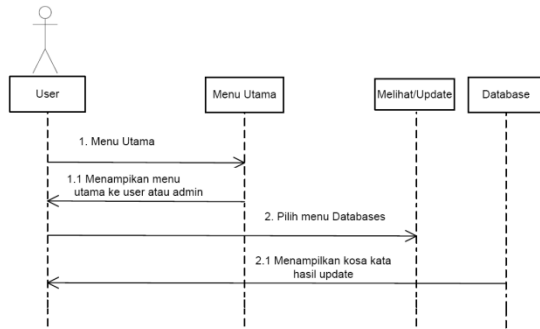 User
Menu Utama
Melihat/Update
Database
1. Menu Utama
1.1 Menampikan menu
utama ke user atau admin
2. Pilih menu Databases
2.1 Menampilkan kosa kata
hasil update